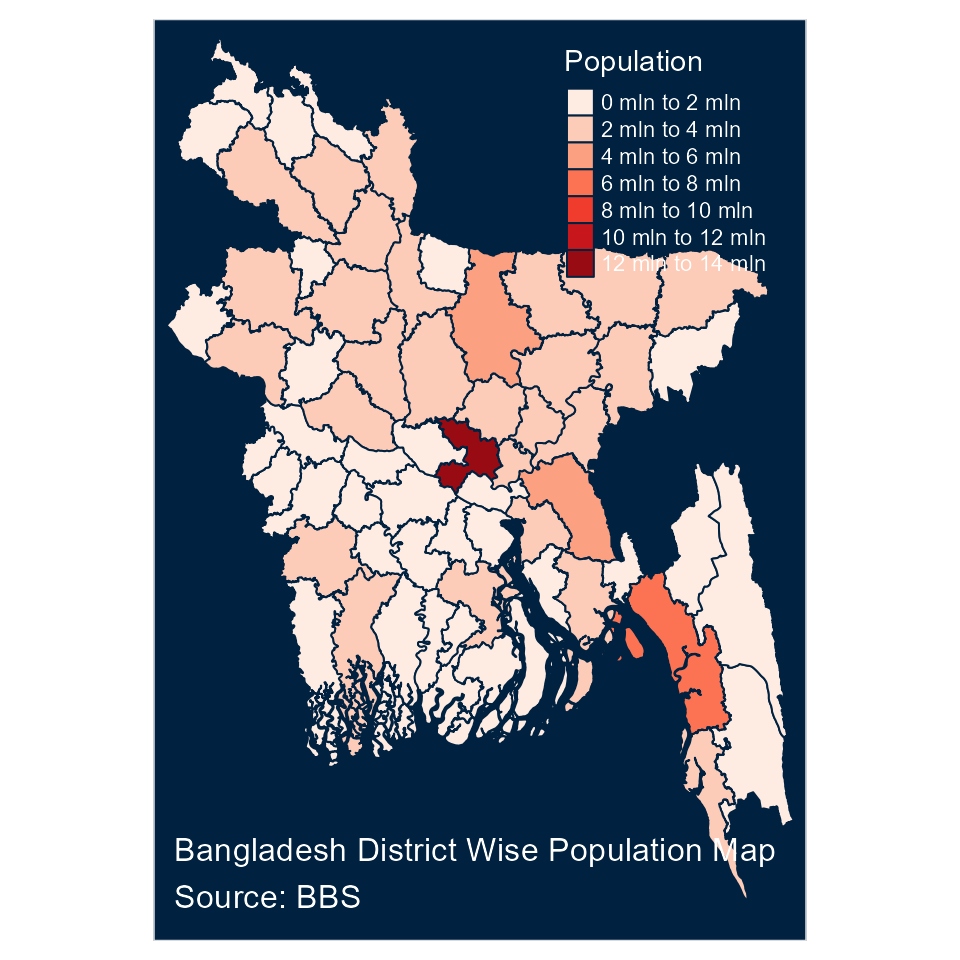 Population
0 mln to 2 mln
2 mln to 4 mln
4 mln to 6 mln
6 mln to 8 mln
8 mln to 10 mln
10 mln to 12 mln
12 mln to 14 mln
Bangladesh District Wise Population Map
Source: BBS